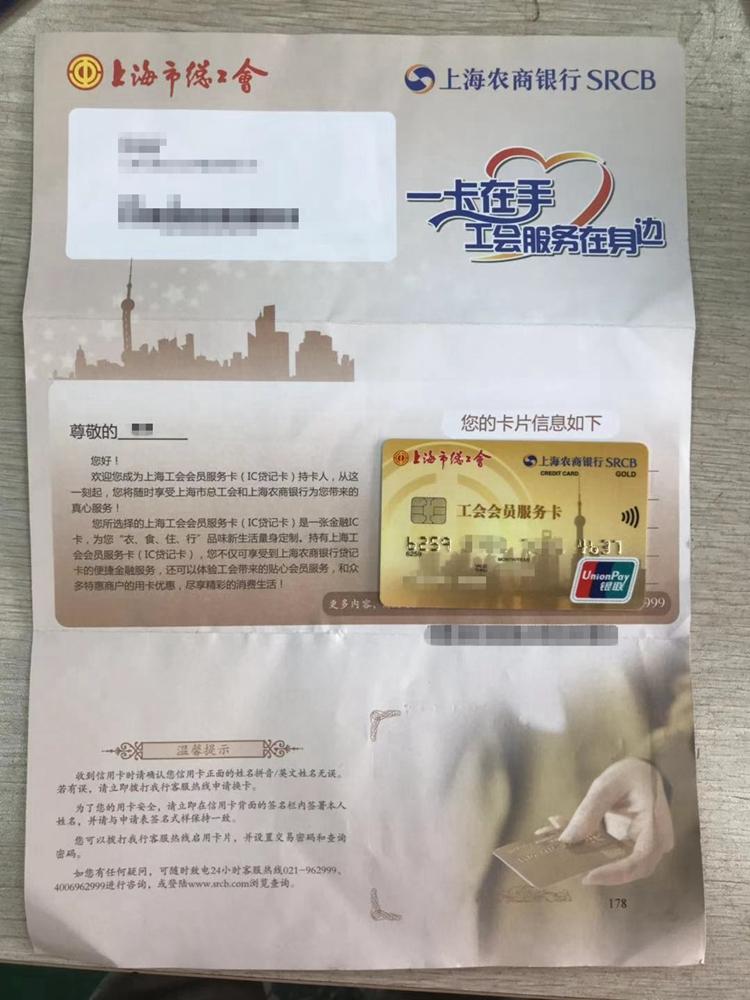 上海市总工會
上海农商银行 SRCB
一卡在手
工会服务在身边
尊敬的
您好！
欢迎您成为上海工会会员服务卡（IC贷记卡）持卡人，从这
一刻起，您将随时享受上海市总工会和上海农商银行为您带来的
真心服务！
您所选择的上海工会会员服务卡（IC贷记卡）是一张金融IC
卡，为您“衣、食、住、行”品味新生活量身定制。持有上海工
会会员服务卡（IC贷记卡），您不仅可享受到上海农商银行贷记
卡的便捷金融服务，还可以体验工会带来的贴心会员服务，和众
多特惠商户的用卡优惠，尽享精彩的消费生活！
您的卡片信息如下
上海市总工會
上海农商银行 SRCB
CREDIT CARD GOLD
工会会员服务卡
6259 4637
6259
MONTH/YEAR
VALID
THRU
UnionPay
银联
更多内容，
999
温馨提示
收到信用卡时请确认您信用卡正面的姓名拼音/英文姓名无误。
若有误，请立即拨打我行客服热线申请换卡。
为了您的用卡安全，请立即在信用卡背面的签名栏内签署本人
姓名，并请与申请表签名式样保持一致。
您可以拨打我行客服热线启用卡片，并设置交易密码和查询
密码。
如您有任何疑问，可随时致电24小时客服热线021-962999、
4006962999进行咨询，或登陆www.srcb.com浏览查询。
178